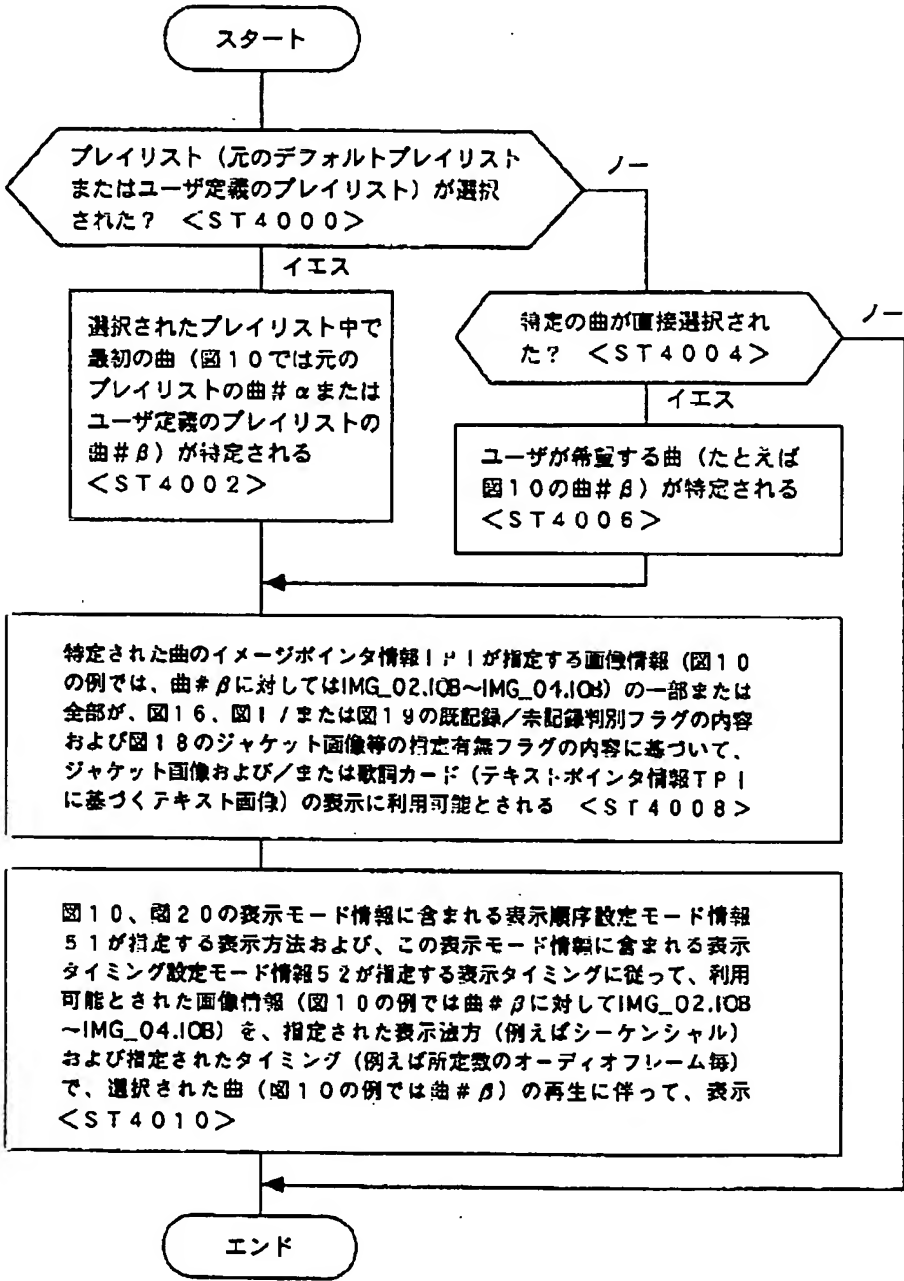 スタート
プレイリスト（元のデフォルトプレイリスト
またはユーザ定義のプレイリスト）が選択
された？ ＜ＳＴ４０００＞
ノー
イエス
選択されたプレイリスト中で
最初の曲（図１０では元の
プレイリストの曲＃αまたは
ユーザ定義のプレイリストの
曲＃β）が特定される
＜ＳＴ４００２＞
特定の曲が直接選択され
た？ ＜ＳＴ４００４＞
ノー
イエス
ユーザが希望する曲（たとえば
図１０の曲＃β）が特定される
＜ＳＴ４００６＞
特定された曲のイメージポインタ情報ＩＰＩが指定する画像情報（図１０
の例では、曲＃βに対してはIMG_02.IOB～IMG_04.IOB）の一部または
全部が、図１６、図１７または図１９の既記録／未記録判別フラグの内容
および図１８のジャケット画像等の指定有無フラグの内容に基づいて、
ジャケット画像および／または歌詞カード（テキストポインタ情報ＴＰＩ
に基づくテキスト画像）の表示に利用可能とされる ＜ＳＴ４００８＞
図１０、図２０の表示モード情報に含まれる表示順序設定モード情報
５１が指定する表示方法および、この表示モード情報に含まれる表示
タイミング設定モード情報５２が指定する表示タイミングに従って、利用
可能とされた画像情報（図１０の例では曲＃βに対してIMG_02.IOB
～IMG_04.IOB）を、指定された表示法方（例えばシーケンシャル）
および指定されたタイミング（例えば所定数のオーディオフレーム毎）
で、選択された曲（図１０の例では曲＃β）の再生に伴って、表示
＜ＳＴ４０１０＞
エンド